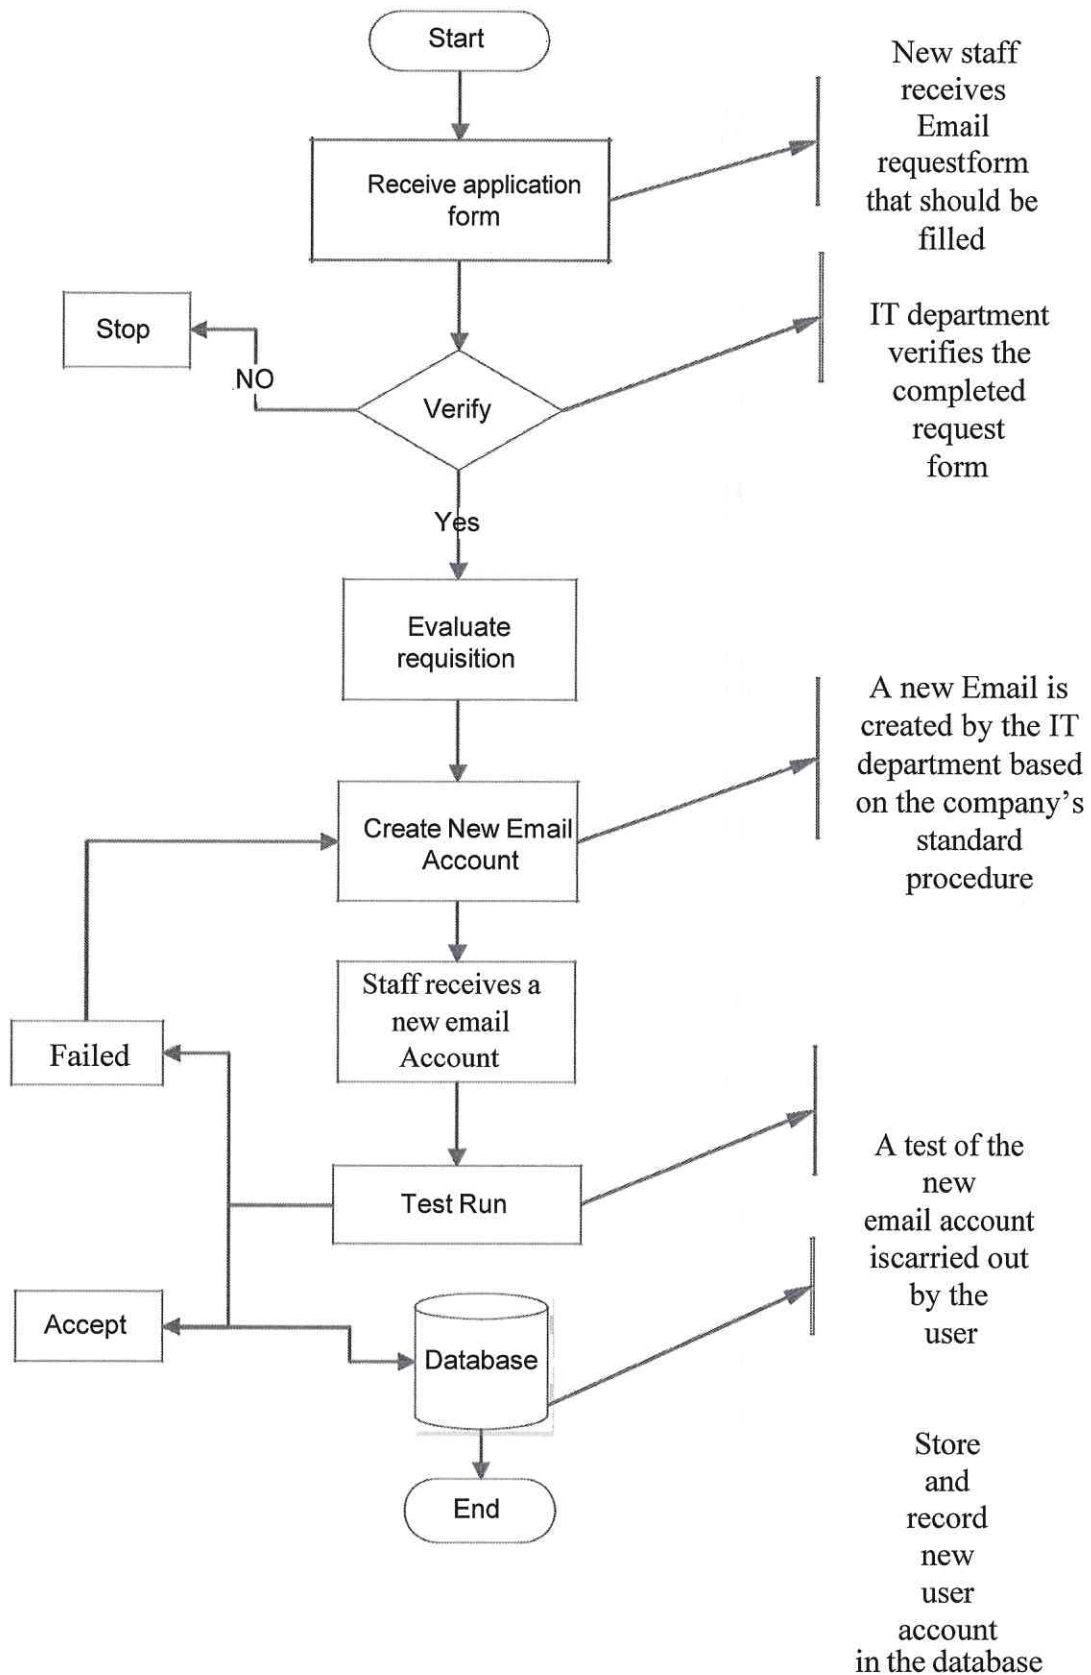 Start
New staff
receives
Email
requestform
that should be
filled
Receive application
form
Stop
NO
IT department
verifies the
completed
request
form
Verify
Yes
Evaluate
requisition
A new Email is
created by the IT
department based
on the company's
standard
procedure
Create New Email
Account
Staff receives a
new email
Account
Failed
A test of the
new
email account
iscarried out
by the
user
Test Run
Accept
Database
Store
and
record
new
user
account
in the database
End